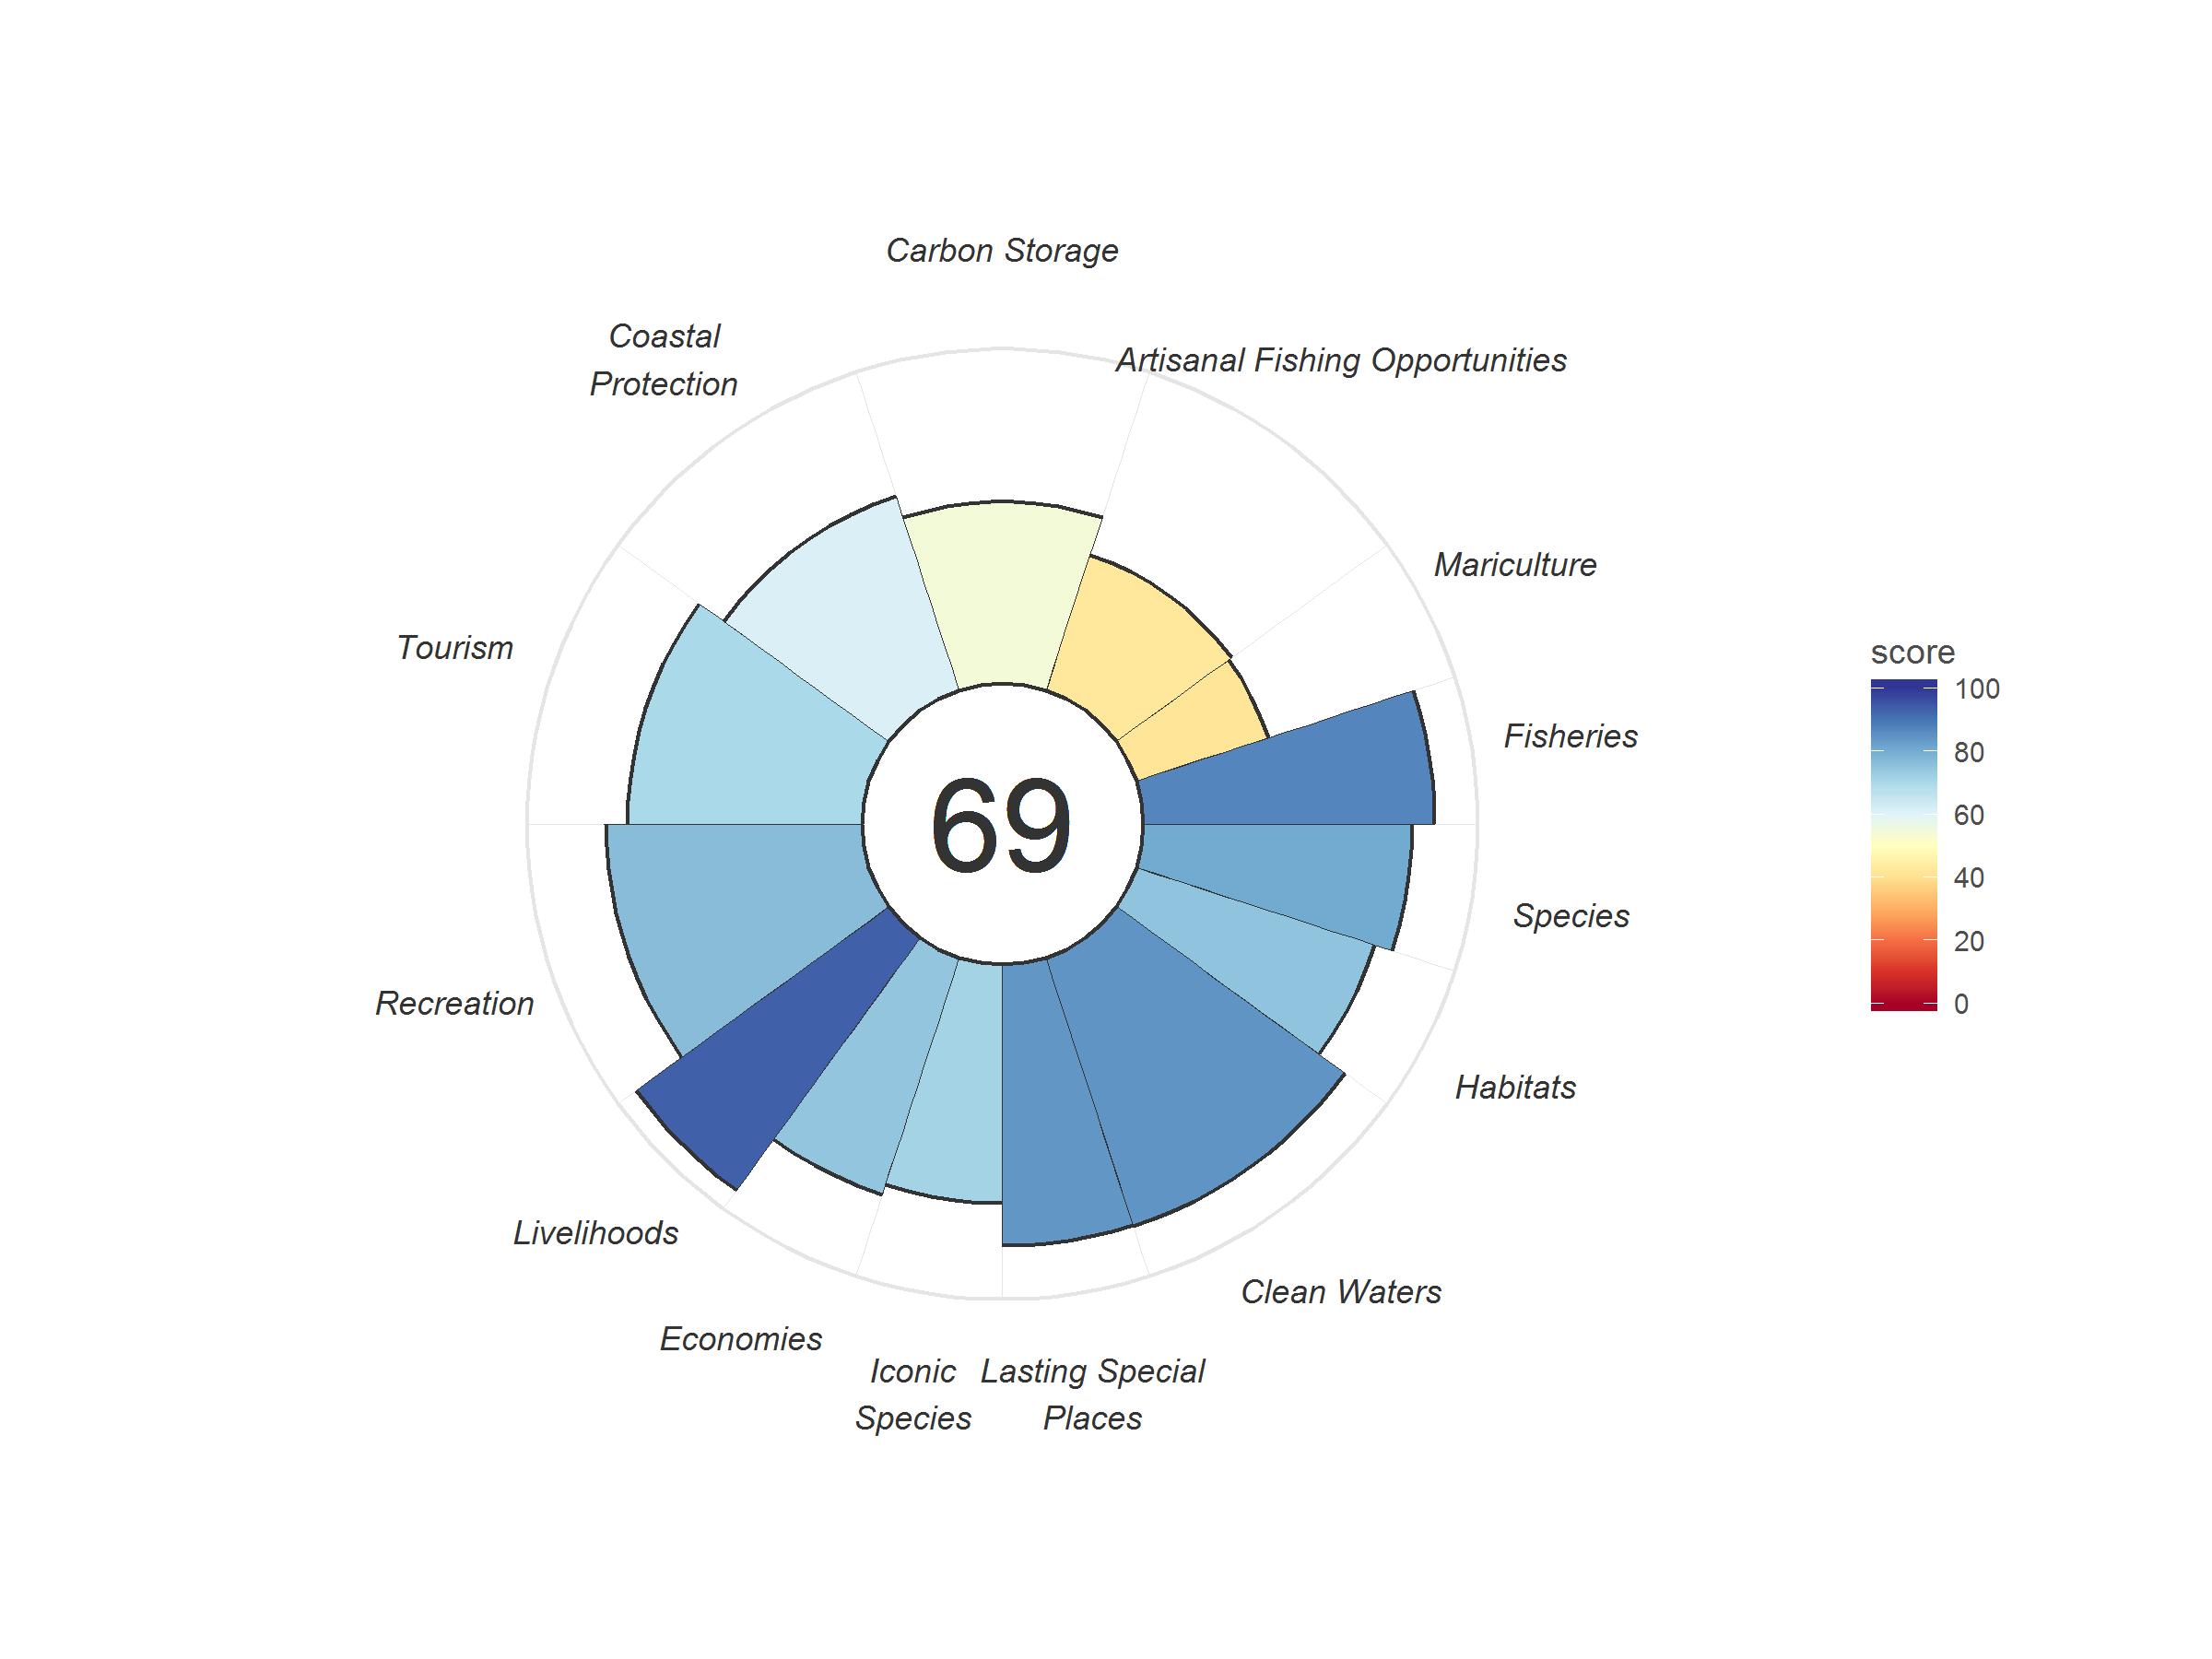 Carbon Storage
Coastal
Protection
Artisanal Fishing Opportunities
Mariculture
Tourism
score
100
80
60
40
20
0
Fisheries
69
Species
Recreation
Habitats
Livelihoods
Clean Waters
Economies
Iconic
Species
Lasting Special
Places